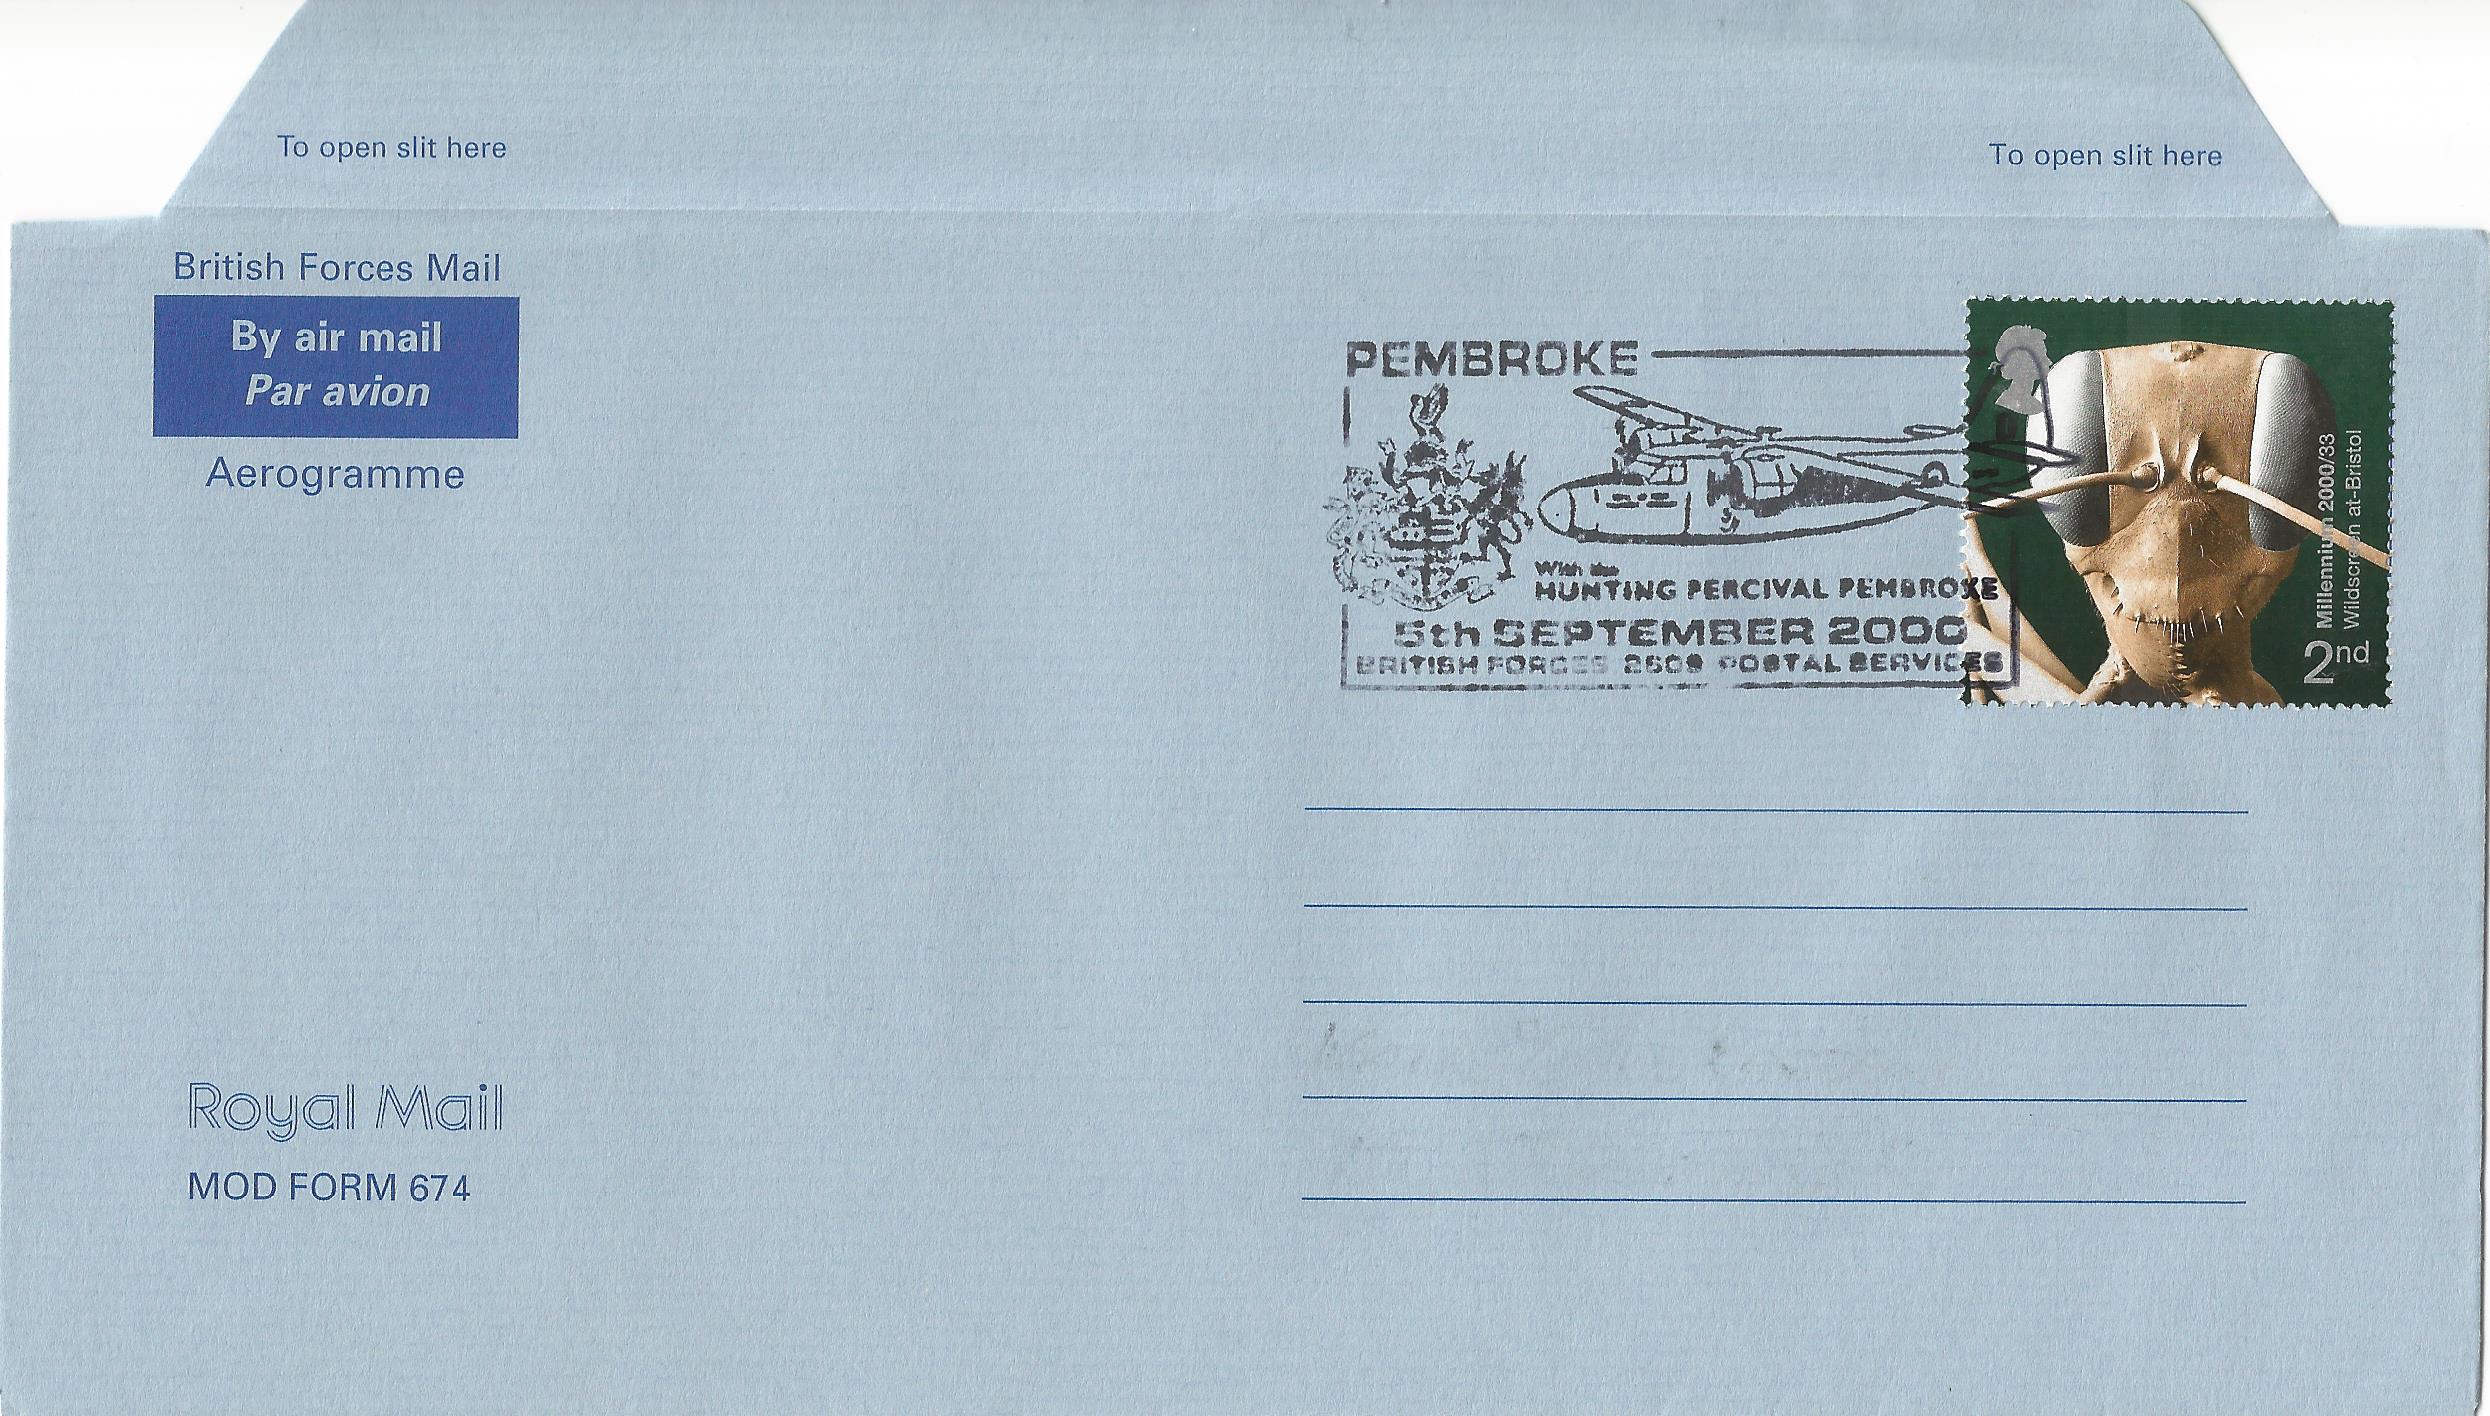 To open slit here
To open slit here
British Forces Mail
By air mail
Par avion
Aerogramme
PEMBROKE
With the
HUNTING PERCIVAL PEMBROKE
5th SEPTEMBER 2000
BRITISH FORCES 2609 POSTAL SERVICES
Millennium 2000/33
Wildscreen at-Bristol
2nd
Royal Mail
MOD FORM 674